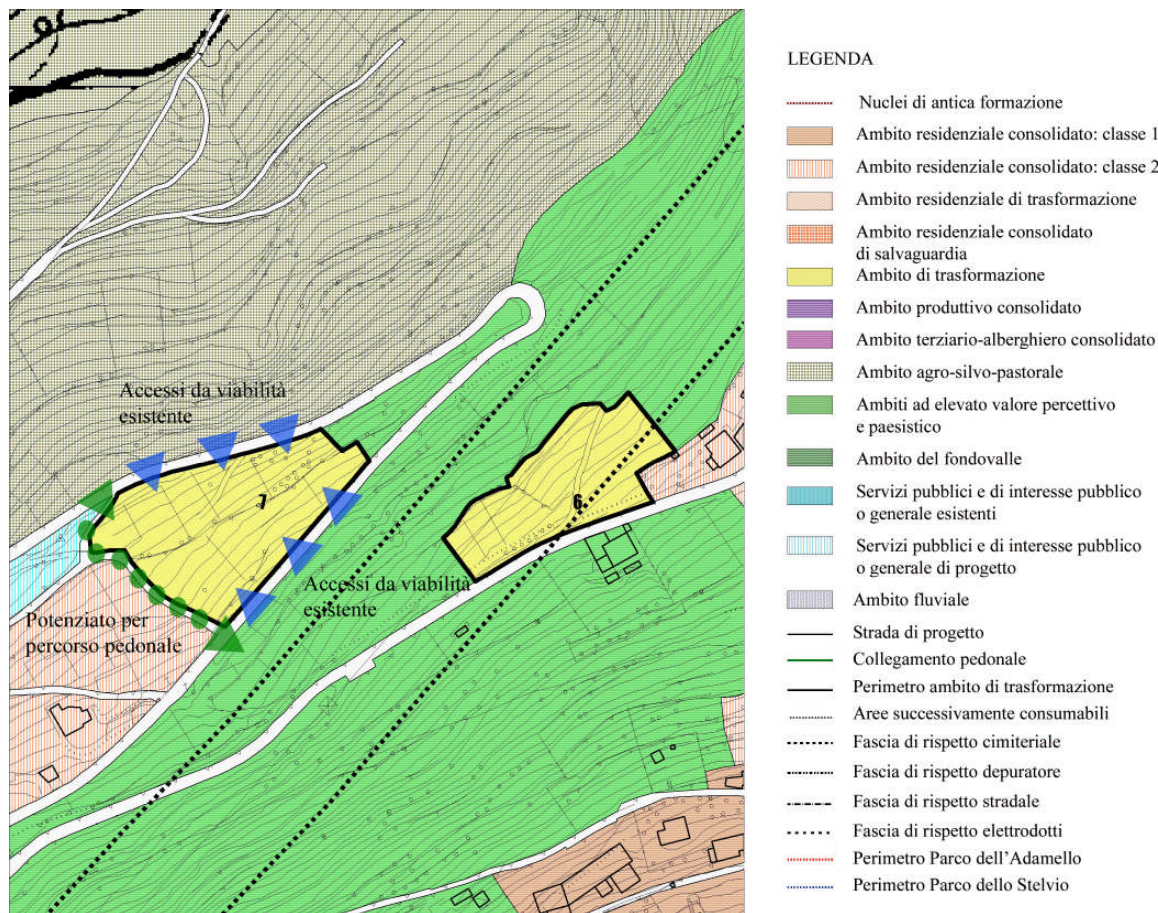 Accessi da viabilità
esistente
7
6
Accessi da viabilità
esistente
Potenziato per
percorso pedonale
LEGENDA
Nuclei di antica formazione
Ambito residenziale consolidato: classe 1
Ambito residenziale consolidato: classe 2
Ambito residenziale di trasformazione
Ambito residenziale consolidato
di salvaguardia
Ambito di trasformazione
Ambito produttivo consolidato
Ambito terziario-alberghiero consolidato
Ambito agro-silvo-pastorale
Ambiti ad elevato valore percettivo
e paesistico
Ambito del fondovalle
Servizi pubblici e di interesse pubblico
o generale esistenti
Servizi pubblici e di interesse pubblico
o generale di progetto
Ambito fluviale
Strada di progetto
Collegamento pedonale
Perimetro ambito di trasformazione
Aree successivamente consumabili
Fascia di rispetto cimiteriale
Fascia di rispetto depuratore
Fascia di rispetto stradale
Fascia di rispetto elettrodotti
Perimetro Parco dell'Adamello
Perimetro Parco dello Stelvio